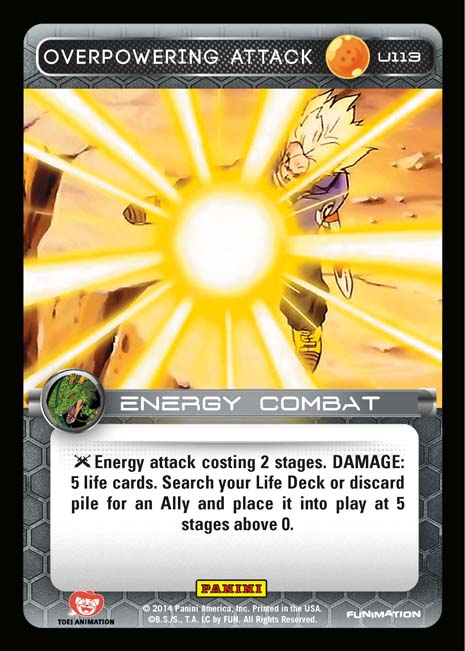 OVERPOWERING ATTACK U113
ENERGY COMBAT
Energy attack costing 2 stages. DAMAGE:
5 life cards. Search your Life Deck or discard
pile for an Ally and place it into play at 5
stages above 0.
PANINI
© 2014 Panini America, Inc. Printed in the USA.
©B.S./S., T.A. LC by FUN. All Rights Reserved.
TOEI ANIMATION
FUNIMATION